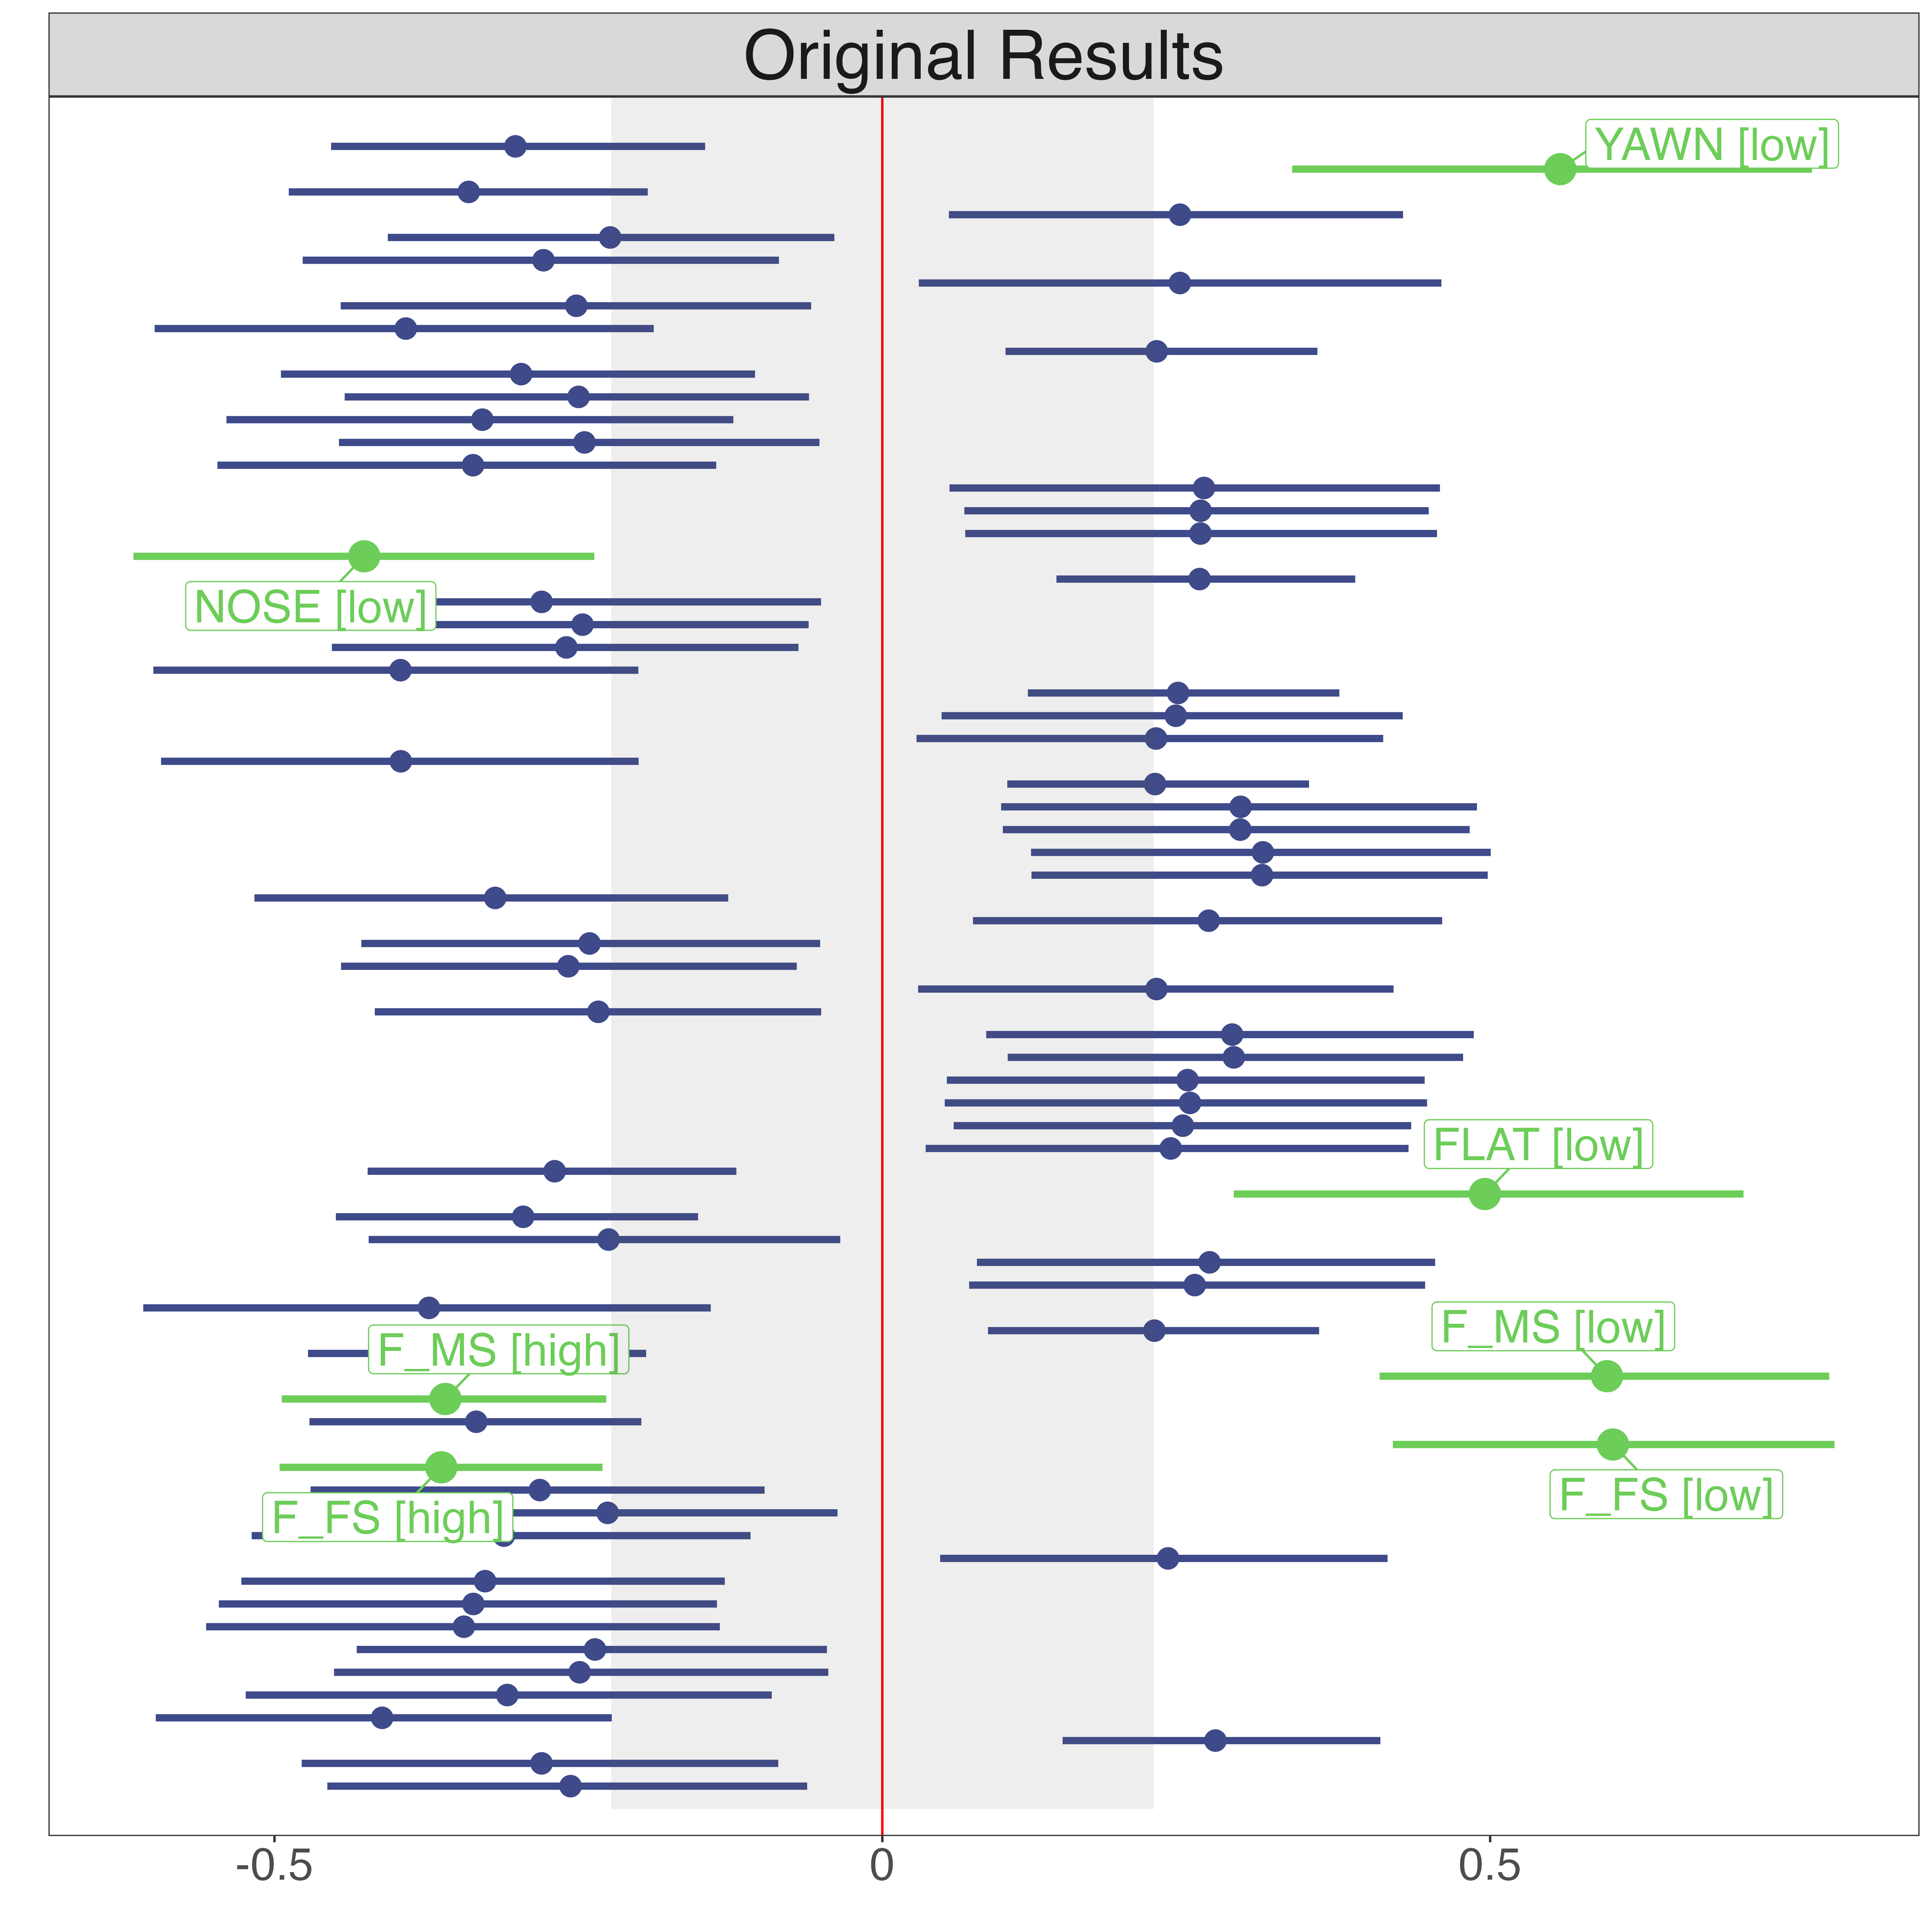 Original Results
YAWN [low]
NOSE [low]
FLAT [low]
F_MS [low]
F_MS [high]
F_FS [low]
F_FS [high]
-0.5
0
0.5